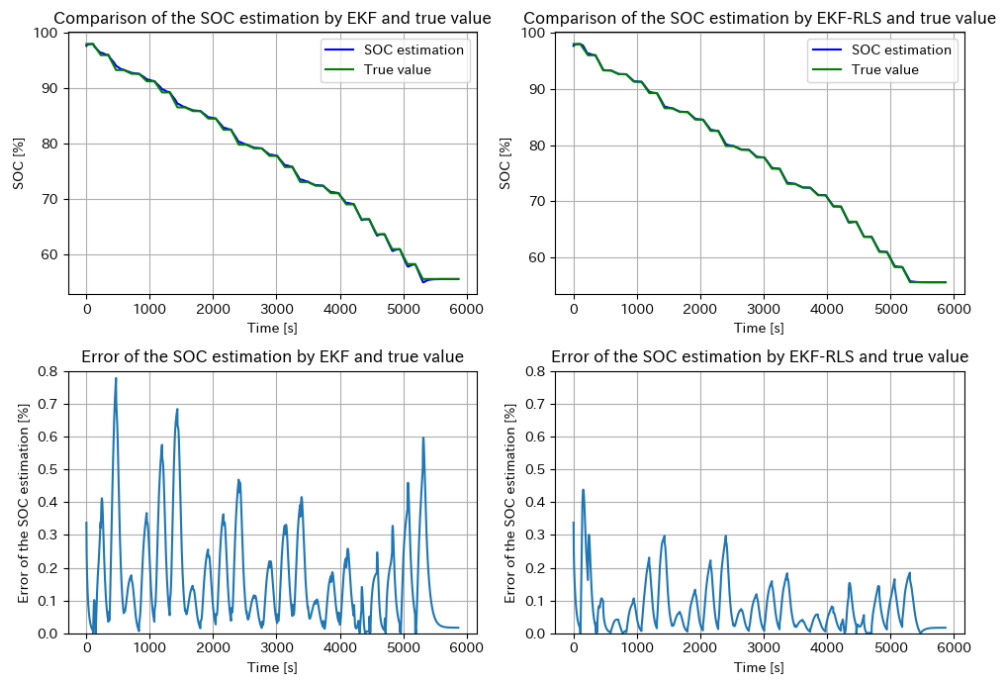 Comparison of the SOC estimation by EKF and true value
SOC [%]
100
90
80
70
60
SOC estimation
True value
0 1000 2000 3000 4000 5000 6000
Time [s]
Comparison of the SOC estimation by EKF-RLS and true value
SOC [%]
100
90
80
70
60
SOC estimation
True value
0 1000 2000 3000 4000 5000 6000
Time [s]
Error of the SOC estimation by EKF and true value
Error of the SOC estimation [%]
0.8
0.7
0.6
0.5
0.4
0.3
0.2
0.1
0.0
0 1000 2000 3000 4000 5000 6000
Time [s]
Error of the SOC estimation by EKF-RLS and true value
Error of the SOC estimation [%]
0.8
0.7
0.6
0.5
0.4
0.3
0.2
0.1
0.0
0 1000 2000 3000 4000 5000 6000
Time [s]